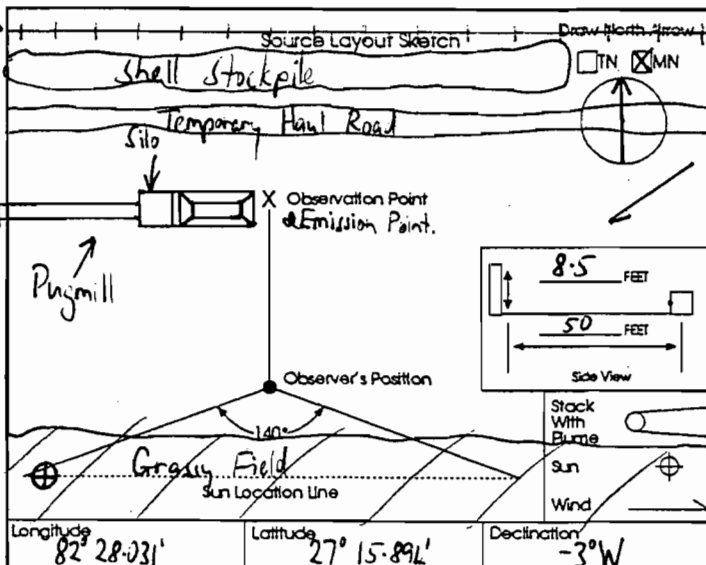 Source Layout Sketch
Draw North Arrow
TN MN
Shell Stockpile
Temporary Haul Road
Silo
X Observation Point
& Emission Point.
Pugmill
8.5 FEET
50 FEET
Side View
Observer's Position
140°
Grassy Field
Sun Location Line
Stack
With
Plume
Sun
Wind
Longitude
82° 28.031'
Lattitude
27° 15.894'
Declination
-3° W